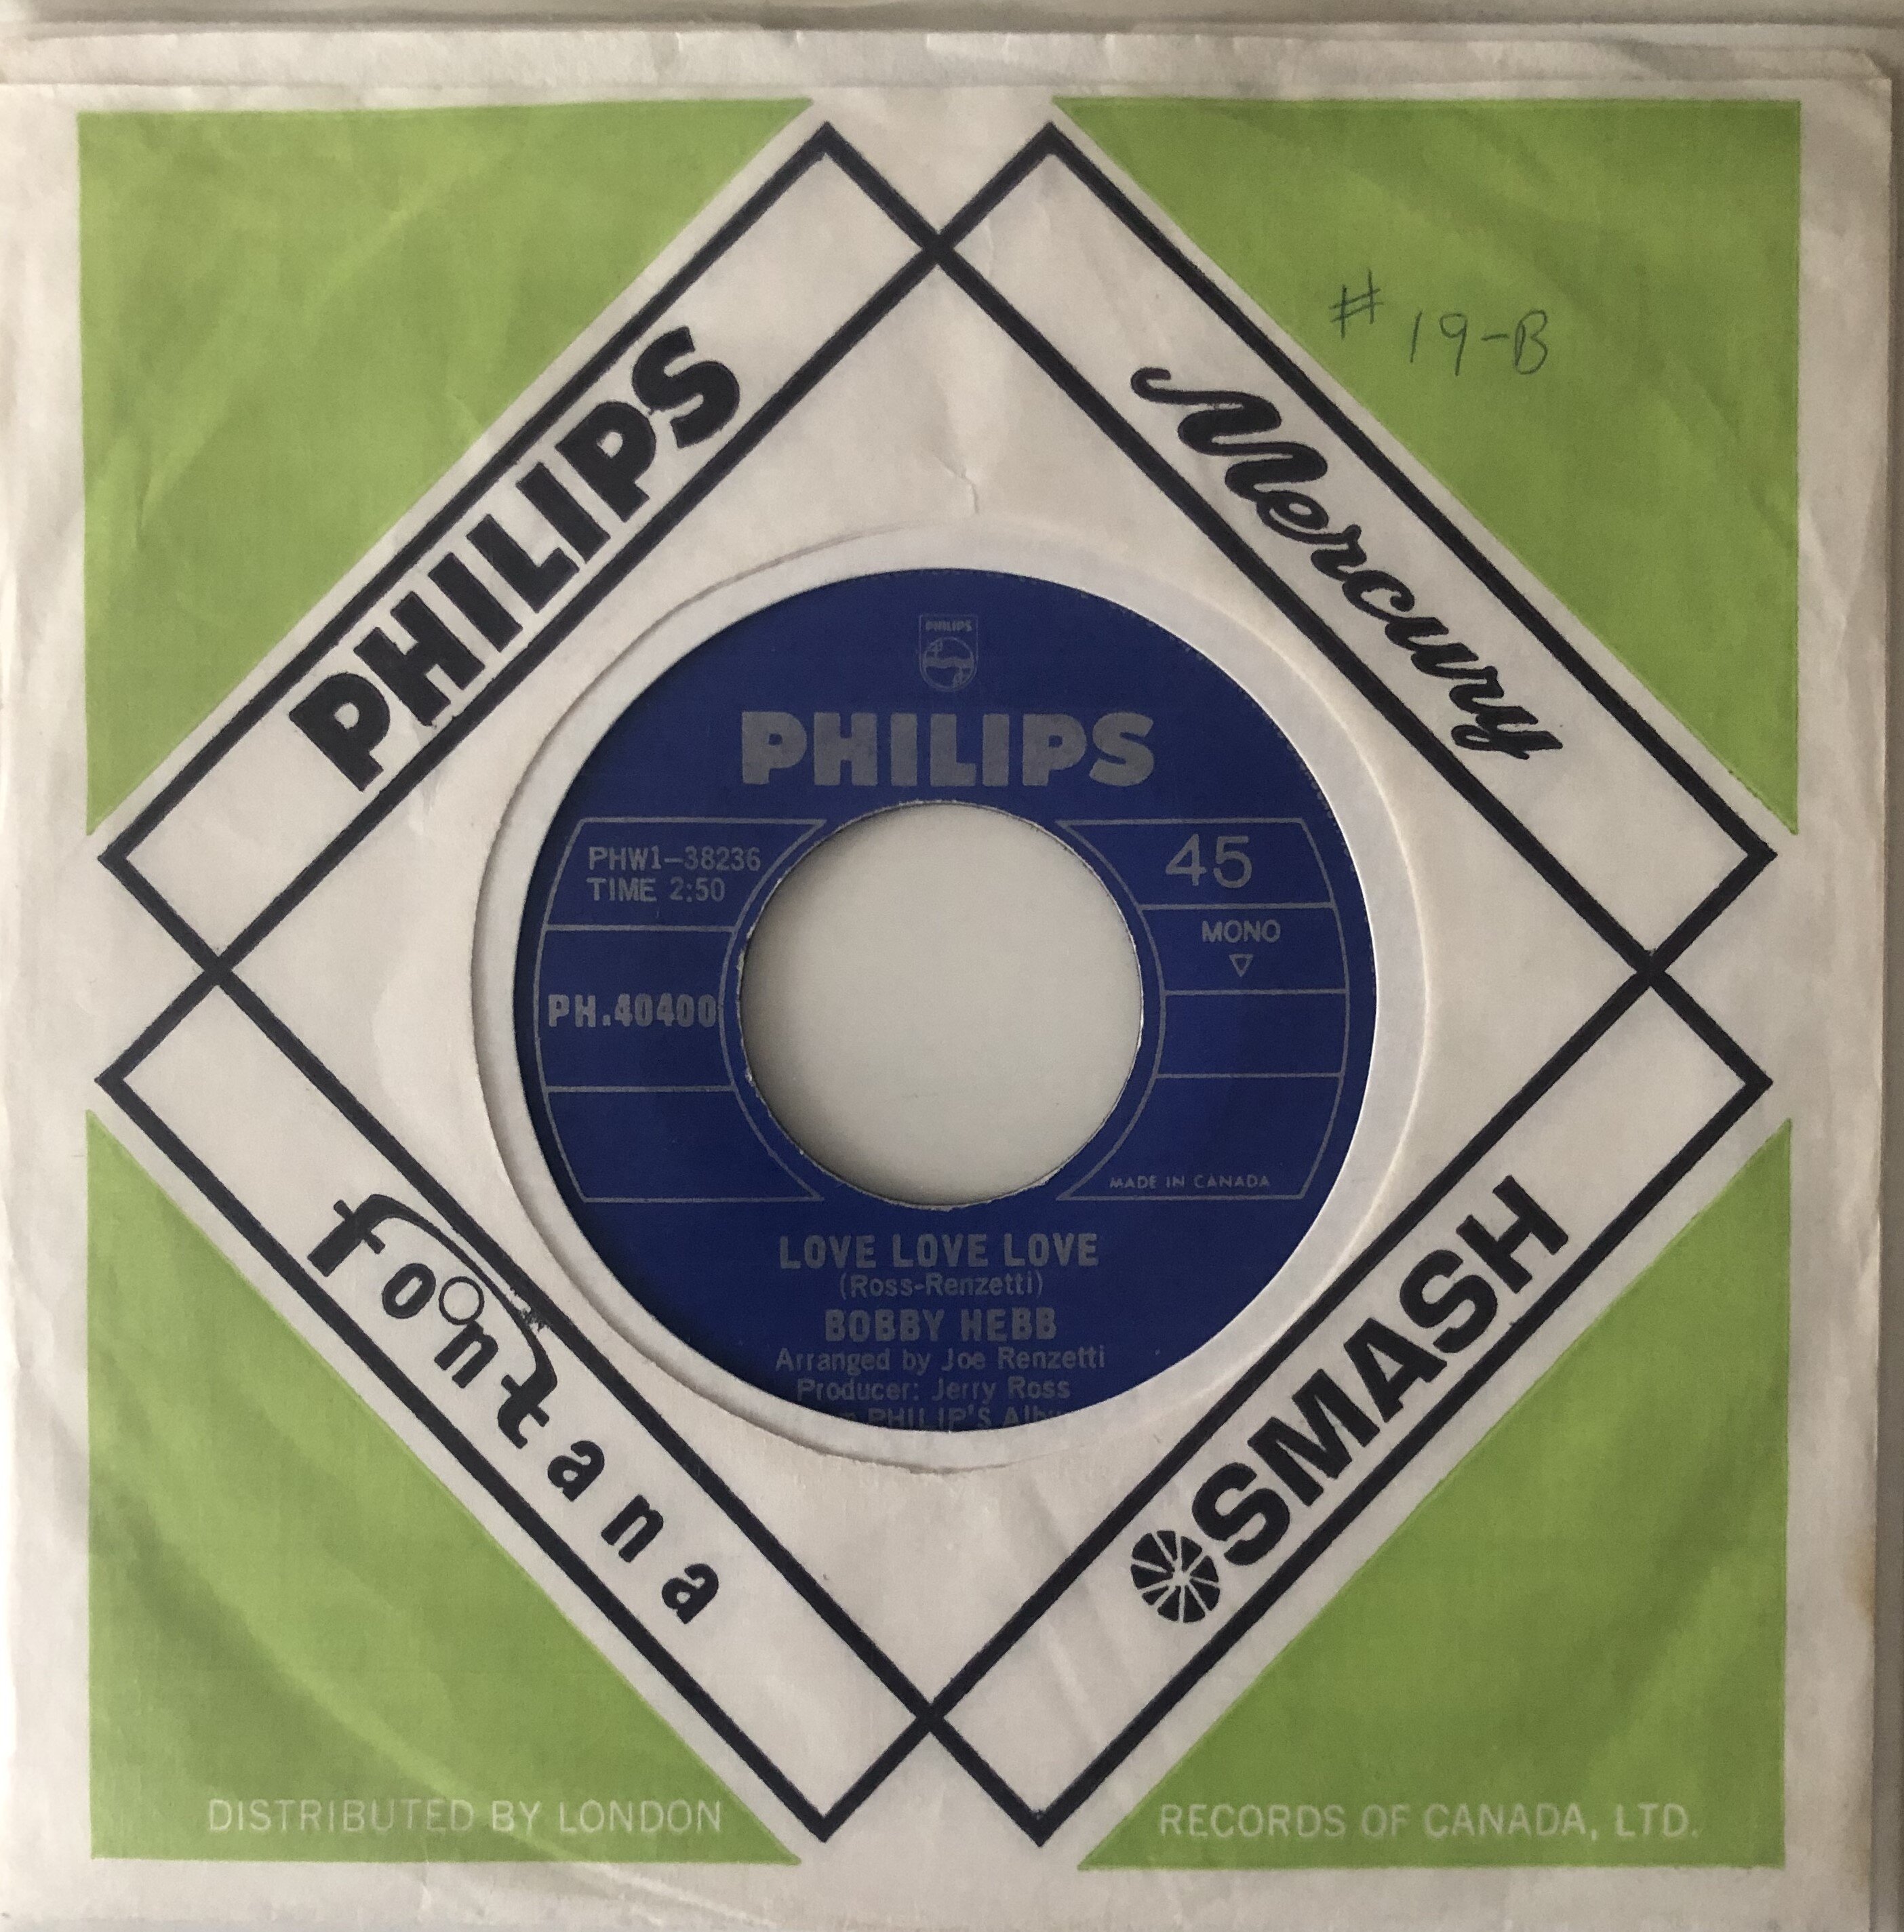 PHILIPS
Mercury
# 19-B
PHILIPS
PHILIPS
PHW1-38236
TIME 2:50
PH.40400
45
MONO
MADE IN CANADA
LOVE LOVE LOVE
(Ross-Renzetti)
BOBBY HEBB
Arranged by Joe Renzetti
Producer: Jerry Ross
PHILIP'S
fontana
SMASH
DISTRIBUTED BY LONDON
RECORDS OF CANADA, LTD.